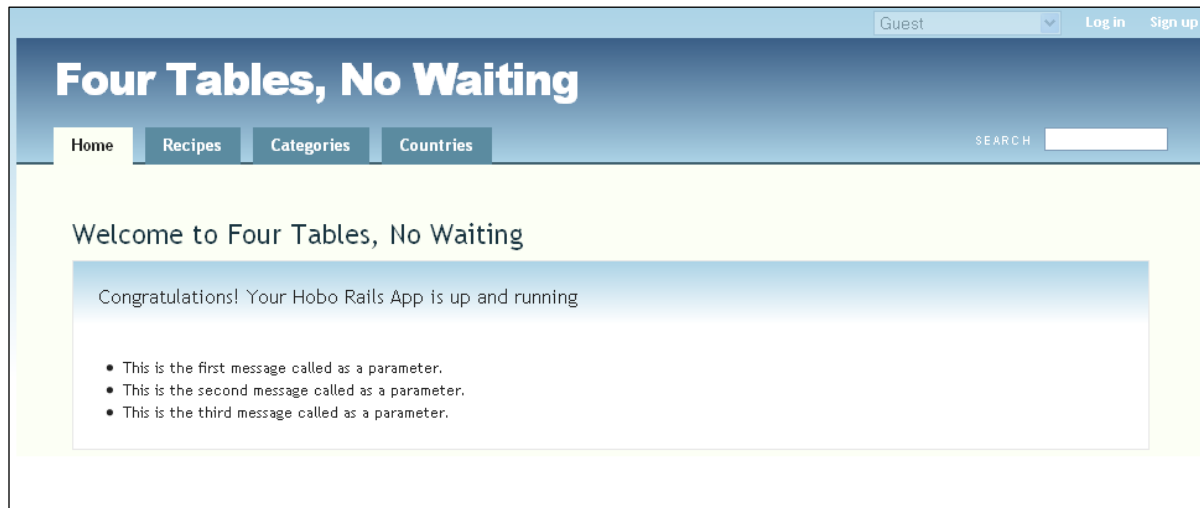 Guest Log in Sign up
Four Tables, No Waiting
Home Recipes Categories Countries SEARCH
Welcome to Four Tables, No Waiting
Congratulations! Your Hobo Rails App is up and running
This is the first message called as a parameter.
This is the second message called as a parameter.
This is the third message called as a parameter.